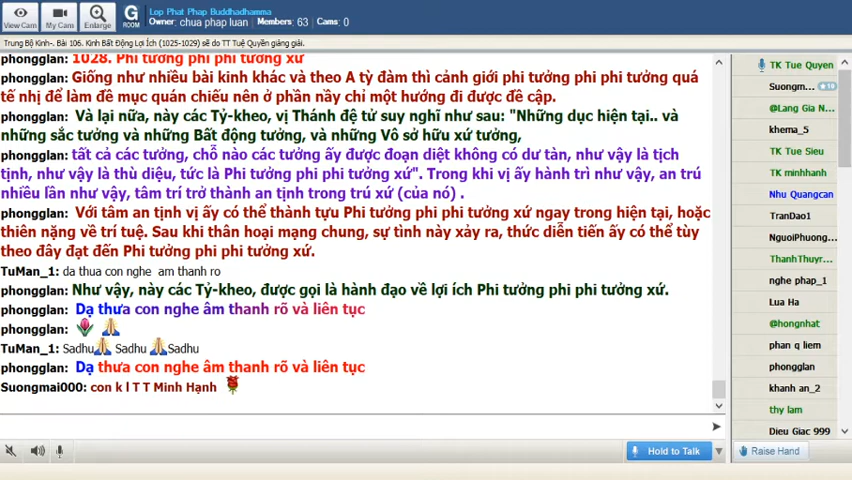 Lop Phat Phap Buddhadhamma
Owner: chua phap luan Members: 63 Cams: 0
View Cam
My Cam
Enlarge
G
ROOM
Trung Bộ Kinh-. Bài 106. Kinh Bất Động Lợi Ích (1025-1029) sẽ do TT Tuệ Quyền giảng giải.
phongglan: 1028. Phi tưởng phi phi tưởng xứ
phongglan: Giống như nhiều bài kinh khác và theo A tỳ đàm thì cảnh giới phi tưởng phi phi tưởng quá
tế nhị để làm đề mục quán chiếu nên ở phần nầy chỉ một hướng đi được đề cập.
phongglan: Và lại nữa, này các Tỷ-kheo, vị Thánh đệ tử suy nghĩ như sau: "Những dục hiện tại.. và
những sắc tưởng và những Bất động tưởng, và những Vô sở hữu xứ tưởng,
phongglan: tất cả các tưởng, chỗ nào các tưởng ấy được đoạn diệt không có dư tàn, như vậy là tịch
tịnh, như vậy là thù diệu, tức là Phi tưởng phi phi tưởng xứ". Trong khi vị ấy hành trì như vậy, an trú
nhiều lần như vậy, tâm trí trở thành an tịnh trong trú xứ (của nó) .
phongglan: Với tâm an tịnh vị ấy có thể thành tựu Phi tưởng phi phi tưởng xứ ngay trong hiện tại, hoặc
thiên nặng về trí tuệ. Sau khi thân hoại mạng chung, sự tình này xảy ra, thức diễn tiến ấy có thể tùy
theo đây đạt đến Phi tưởng phi phi tưởng xứ.
TuMan_1: da thua con nghe am thanh ro
phongglan: Như vậy, này các Tỷ-kheo, được gọi là hành đạo về lợi ích Phi tưởng phi phi tưởng xứ.
phongglan: Dạ thưa con nghe âm thanh rõ và liên tục
phongglan:
TuMan_1: Sadhu Sadhu Sadhu
phongglan: Dạ thưa con nghe âm thanh rõ và liên tục
Suongmai000: con k l T T Minh Hạnh
Hold to Talk
TK Tue Quyen
Suongm... 10
@Lang Gia N...
khema_5
TK Tue Sieu
TK minhhanh
Nhu Quangcan
TranDao1
NguoiPhuong...
ThanhThuyr...
nghe phap_1
Lua Ha
@hongnhat
phan q liem
phongglan
khanh an_2
thy lam
Dieu Giac 999
Raise Hand